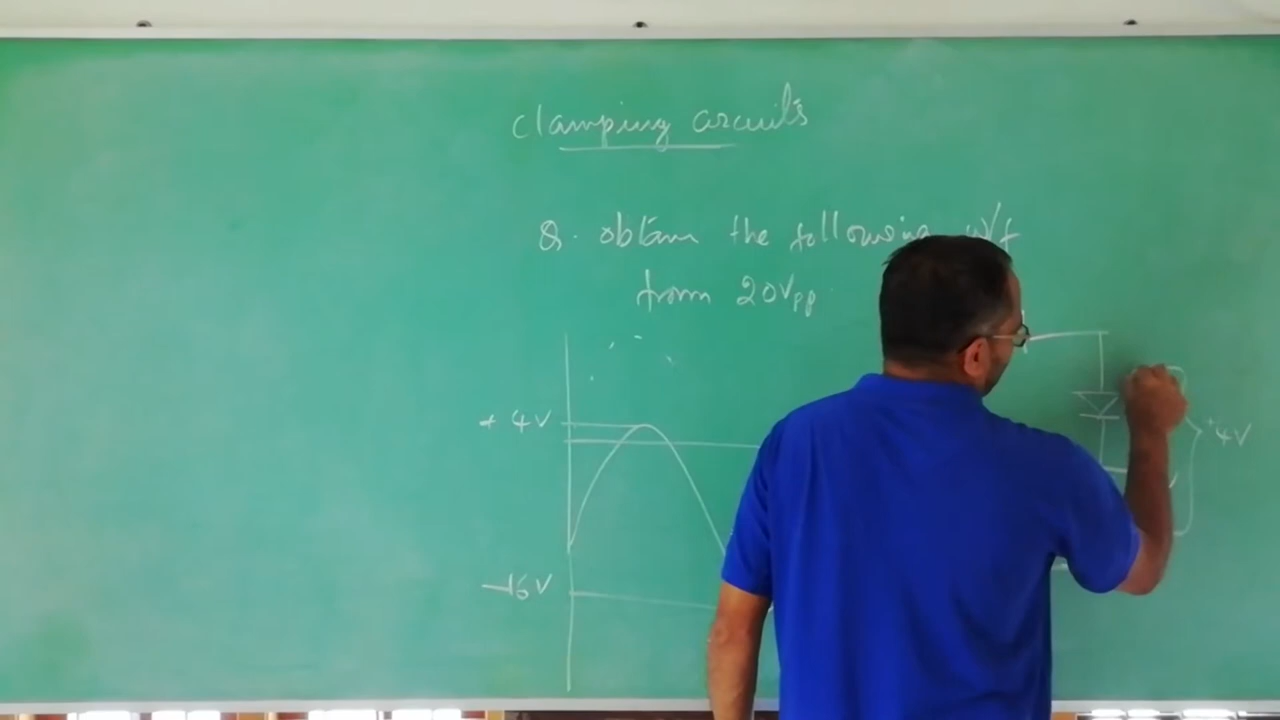 clamping circuits
Q. obtain the following w/f
from 20Vpp
+ 4V
+ 4V
-16V